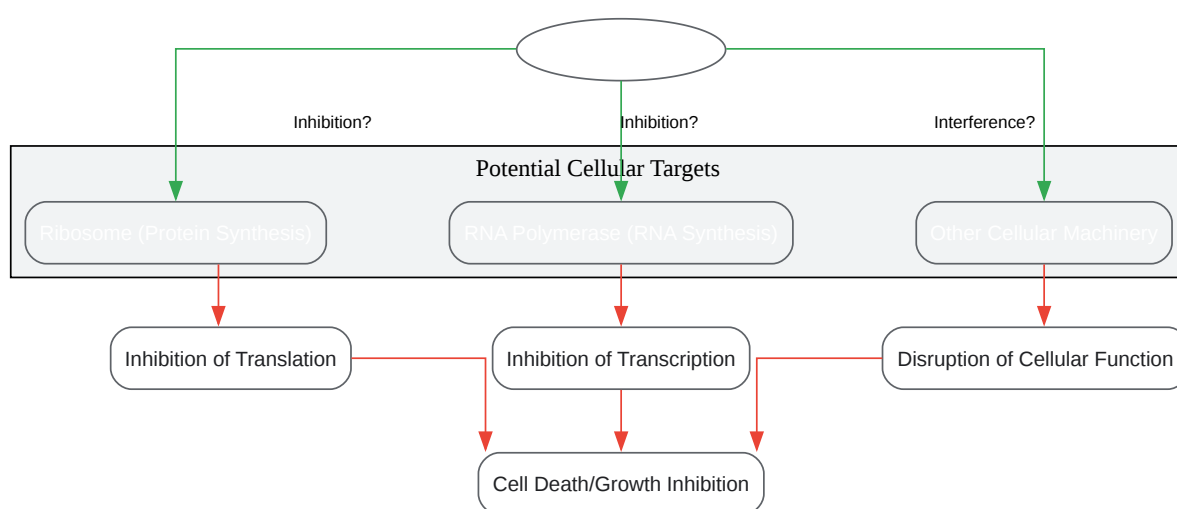 Inhibition?
Inhibition?
Interference?
Potential Cellular Targets
Ribosome (Protein Synthesis)
RNA Polymerase (RNA Synthesis)
Other Cellular Machinery
Inhibition of Translation
Inhibition of Transcription
Disruption of Cellular Function
Cell Death/Growth Inhibition